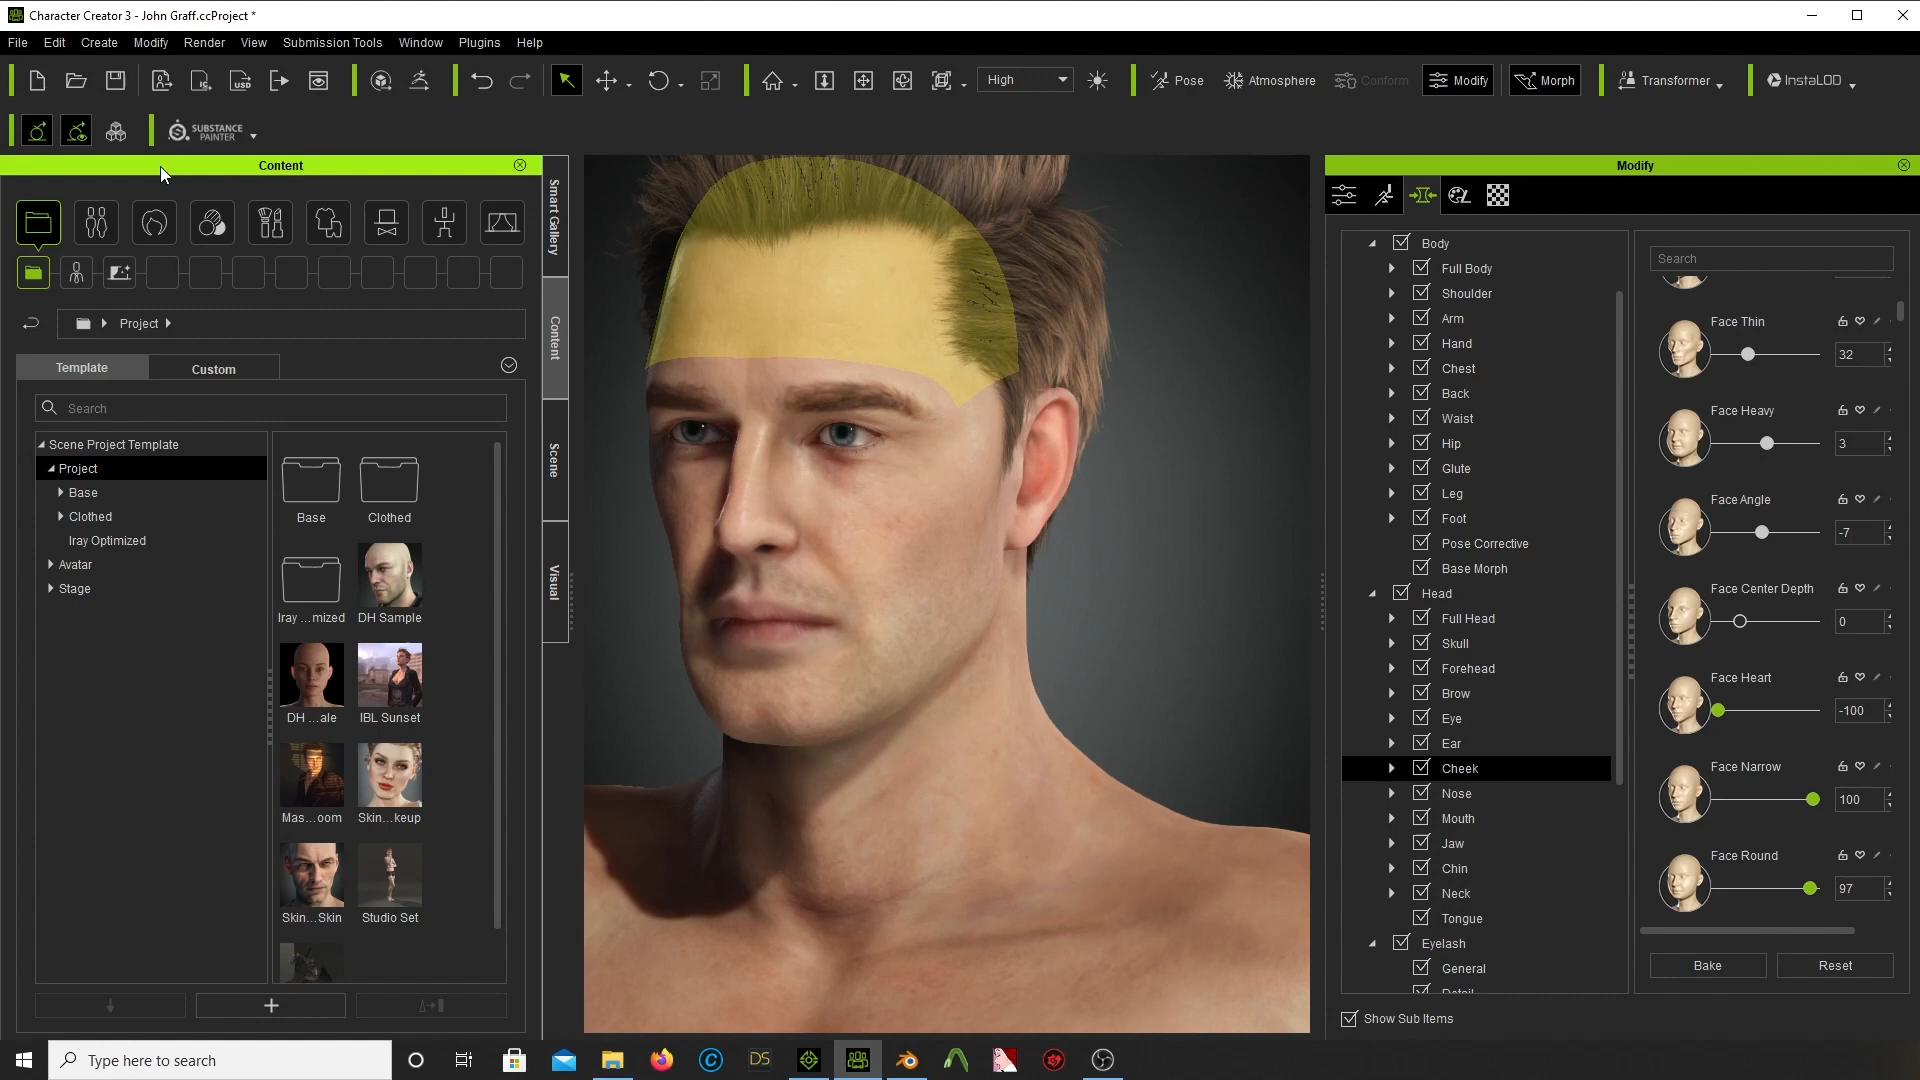 Character Creator 3 - John Graff.ccProject *
File Edit Create Modify Render View Submission Tools Window Plugins Help
USD High Pose Atmosphere Conform Modify Morph Transformer InstaLOD
SUBSTANCE PAINTER
Content
Project
Template Custom
Search
Scene Project Template
Project
Base
Clothed
Iray Optimized
Avatar
Stage
Base Clothed
Iray ...mized DH Sample
DH ...ale IBL Sunset
Mas...oom Skin...keup
Skin...Skin Studio Set
Smart Gallery
Content
Scene
Visual
Modify
Body
Full Body
Shoulder
Arm
Hand
Chest
Back
Waist
Hip
Glute
Leg
Foot
Pose Corrective
Base Morph
Head
Full Head
Skull
Forehead
Brow
Eye
Ear
Cheek
Nose
Mouth
Jaw
Chin
Neck
Tongue
Eyelash
General
Detail
Show Sub Items
Search
Face Thin
32
Face Heavy
3
Face Angle
-7
Face Center Depth
0
Face Heart
-100
Face Narrow
100
Face Round
97
Bake Reset
Type here to search
DS